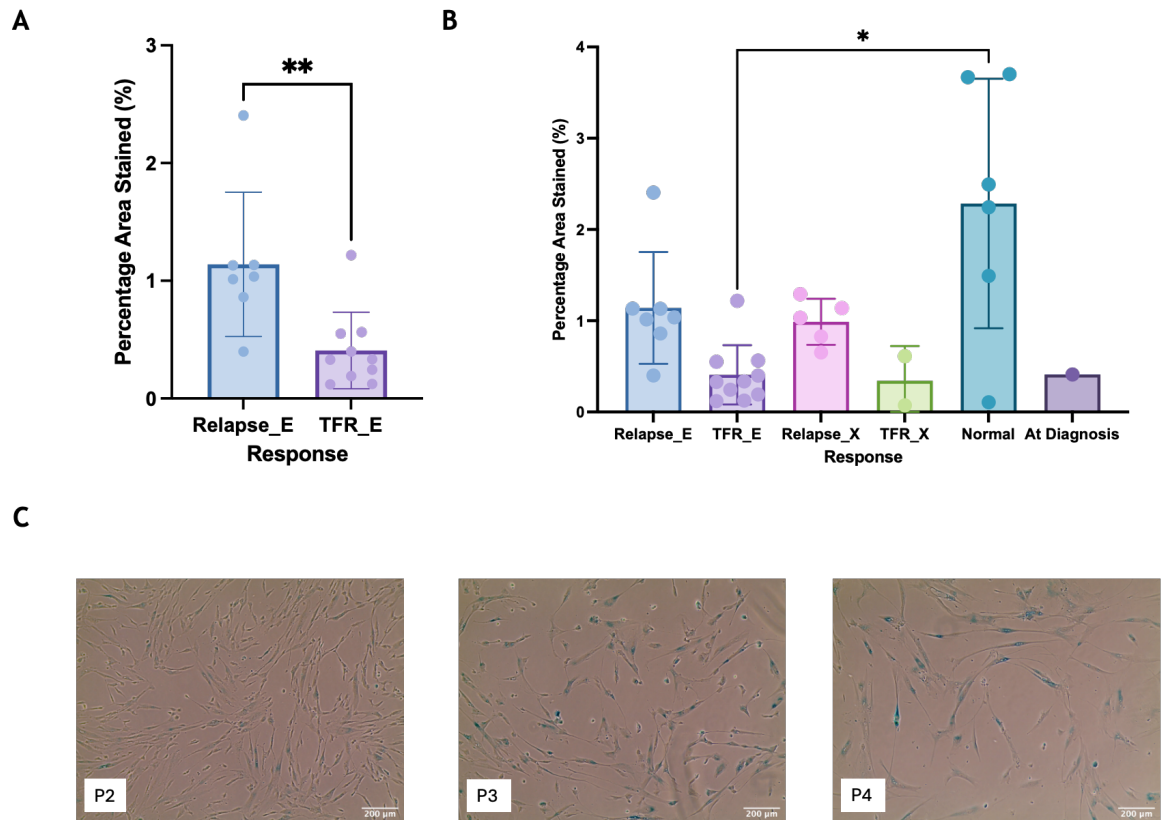 A
Percentage Area Stained (%)
3
2
1
0
**
Relapse_E TFR_E
Response
B
Percentage Area Stained (%)
4
3
2
1
0
*
Relapse_E TFR_E Relapse_X TFR_X Normal At Diagnosis
Response
C
P2
200 μm
P3
200 μm
P4
200 μm